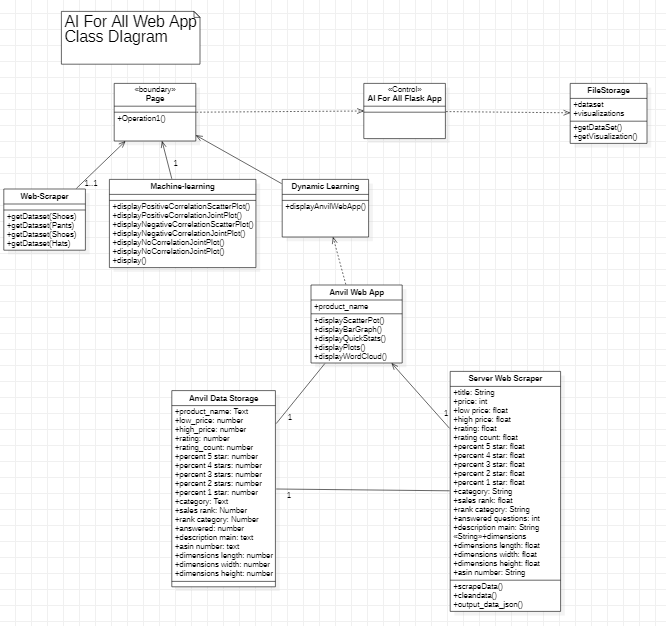 AI For All Web App
Class DIagram
«boundary»
Page
+Operation1()
«Control»
AI For All Flask App
FileStorage
+dataset
+visualizations
+getDataSet()
+getVisualization()
1..1
1
Web-Scraper
+getDataset(Shoes)
+getDataset(Pants)
+getDataset(Shoes)
+getDataset(Hats)
Machine-learning
+displayPositiveCorrelationScatterPlot()
+displayPositiveCorrelationJointPlot()
+displayNegativeCorrelationScatterPlot()
+displayNegativeCorrelationJointPlot()
+displayNoCorrelationJointPlot()
+displayNoCorrelationJointPlot()
+display()
Dynamic Learning
+displayAnvilWebApp()
Anvil Web App
+product_name
+displayScatterPot()
+displayBarGraph()
+displayQuickStats()
+displayPlots()
+displayWordCloud()
1
1
1
Anvil Data Storage
+product_name: Text
+low_price: number
+high_price: number
+rating: number
+rating_count: number
+percent 5 star: number
+percent 4 stars: number
+percent 3 stars: number
+percent 2 stars: number
+percent 1 star: number
+category: Text
+sales rank: Number
+rank category: Number
+answered: number
+description main: text
+asin number: text
+dimensions length: number
+dimensions width: number
+dimensions height: number
Server Web Scraper
+title: String
+price: int
+low price: float
+high price: float
+rating: float
+rating count: float
+percent 5 star: float
+percent 4 star: float
+percent 3 star: float
+percent 2 star: float
+percent 1 star: float
+category: String
+sales rank: float
+rank category: String
+answered questions: int
+description main: String
«String»+dimensions
+dimensions length: float
+dimensions width: float
+dimensions height: float
+asin number: String
+scrapeData()
+cleandata()
+output_data_json()